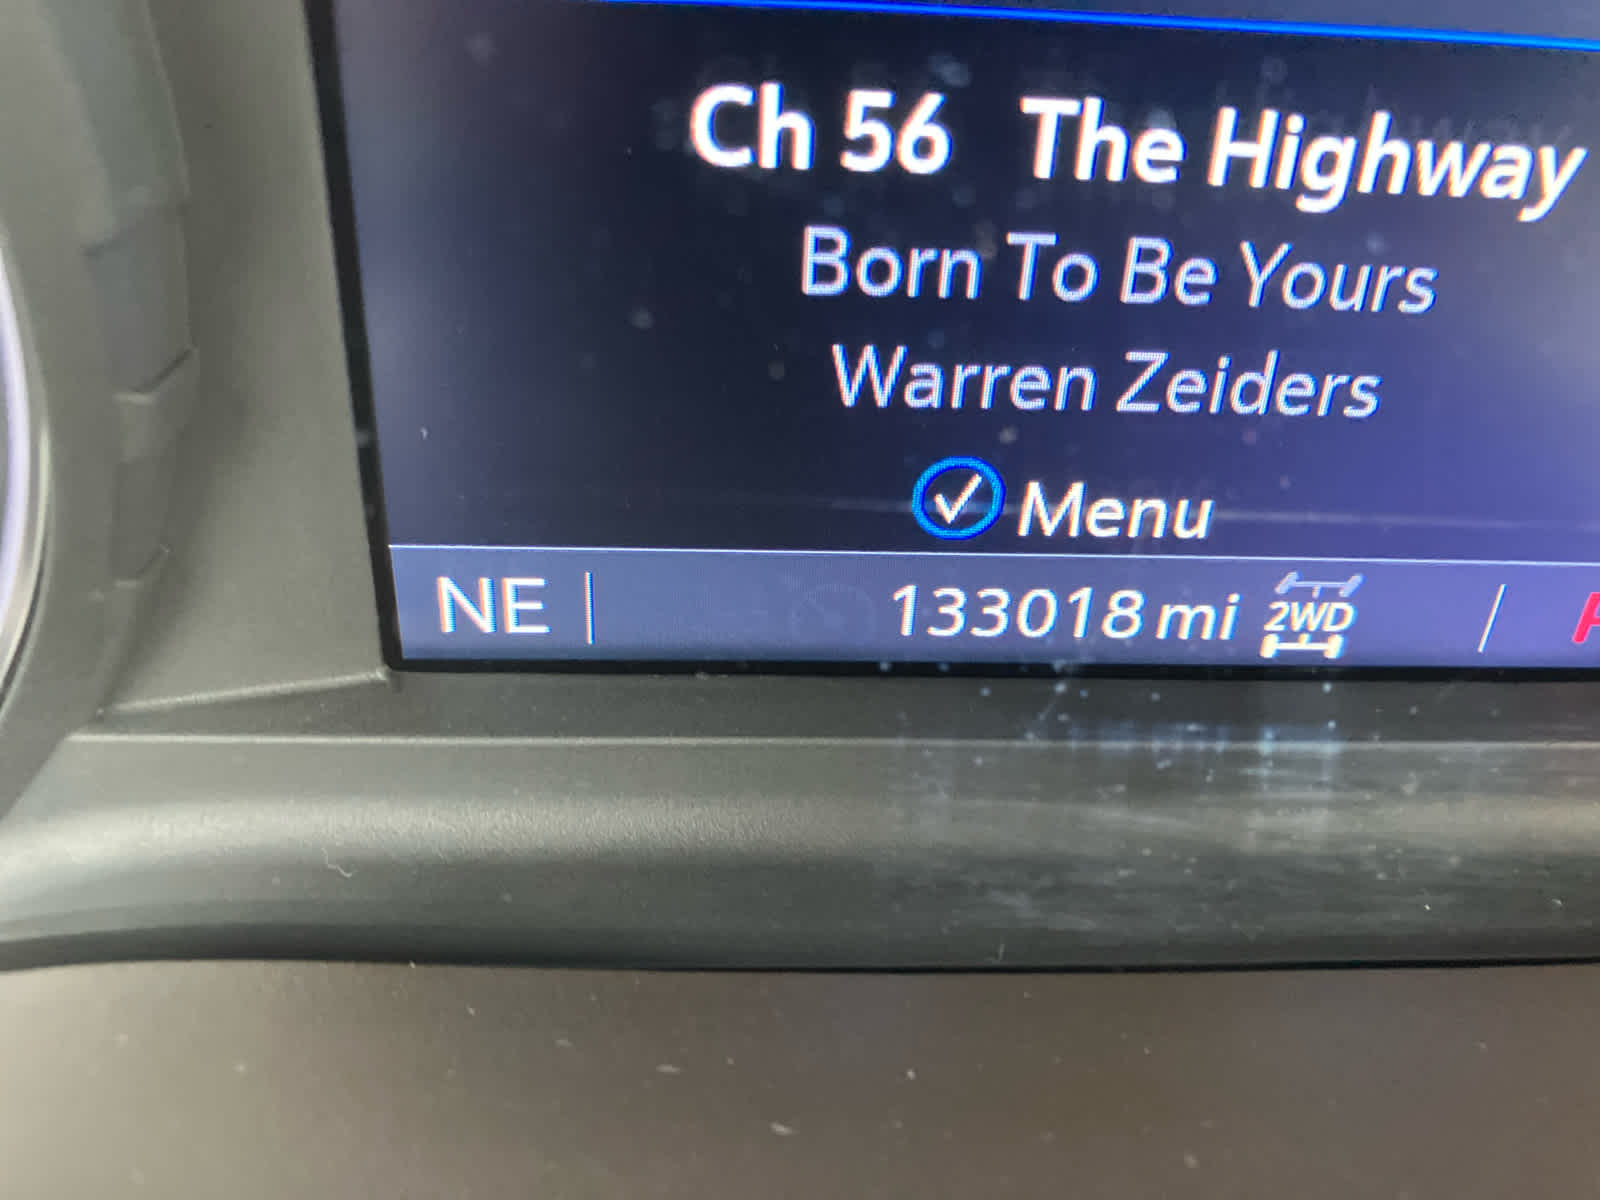 Ch 56 The Highway
Born To Be Yours
Warren Zeiders
Menu
NE 133018 mi 2WD